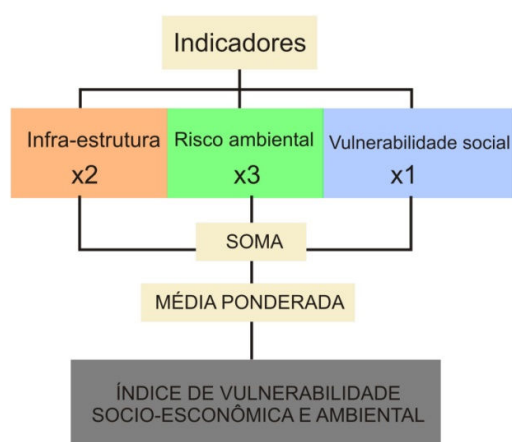 Indicadores
Infra-estrutura
x2
Risco ambiental
x3
Vulnerabilidade social
x1
SOMA
MÉDIA PONDERADA
ÍNDICE DE VULNERABILIDADE
SOCIO-ESCONÔMICA E AMBIENTAL